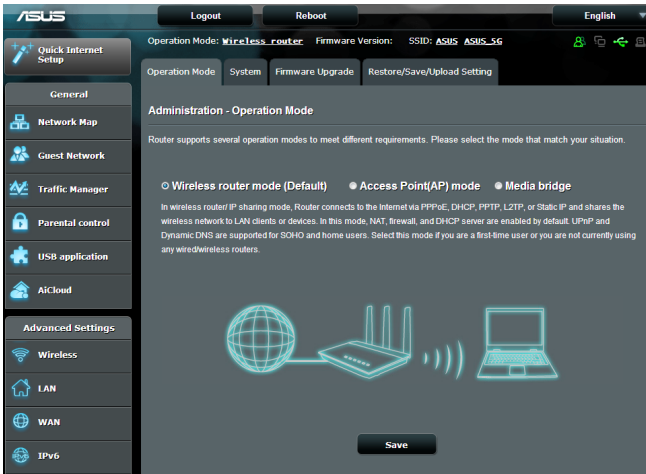 ASUS
Logout
Reboot
English
Quick Internet
Setup
Operation Mode: Wireless router Firmware Version: SSID: ASUS ASUS_5G
Operation Mode
System
Firmware Upgrade
Restore/Save/Upload Setting
General
Network Map
Guest Network
Traffic Manager
Parental control
USB application
AiCloud
Advanced Settings
Wireless
LAN
WAN
IPv6
Administration - Operation Mode
Router supports several operation modes to meet different requirements. Please select the mode that match your situation.
Wireless router mode (Default)
Access Point(AP) mode
Media bridge
In wireless router/ IP sharing mode, Router connects to the Internet via PPPoE, DHCP, PPTP, L2TP, or Static IP and shares the
wireless network to LAN clients or devices. In this mode, NAT, firewall, and DHCP server are enabled by default. UPnP and
Dynamic DNS are supported for SOHO and home users. Select this mode if you are a first-time user or you are not currently using
any wired/wireless routers.
Save